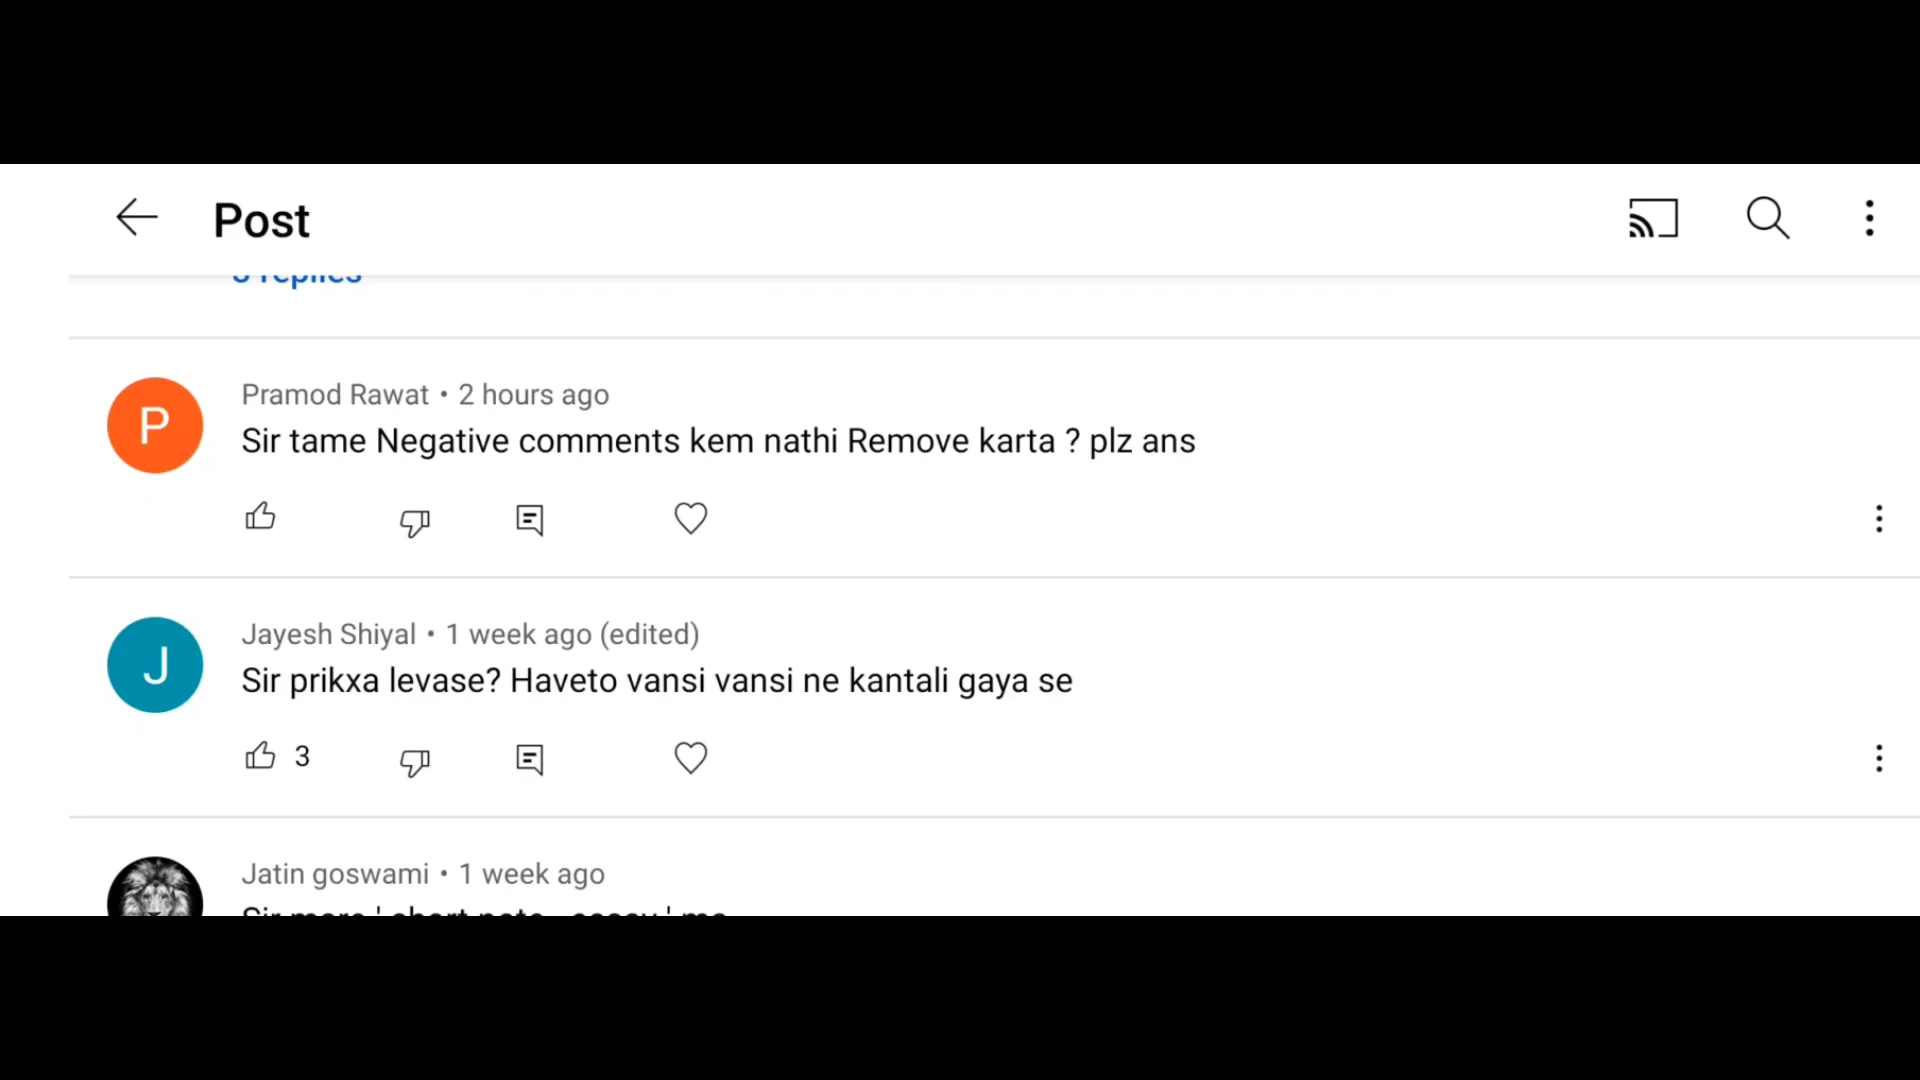 Post
replies
P
Pramod Rawat • 2 hours ago
Sir tame Negative comments kem nathi Remove karta ? plz ans
J
Jayesh Shiyal • 1 week ago (edited)
Sir prikxa levase? Haveto vansi vansi ne kantali gaya se
3
Jatin goswami • 1 week ago